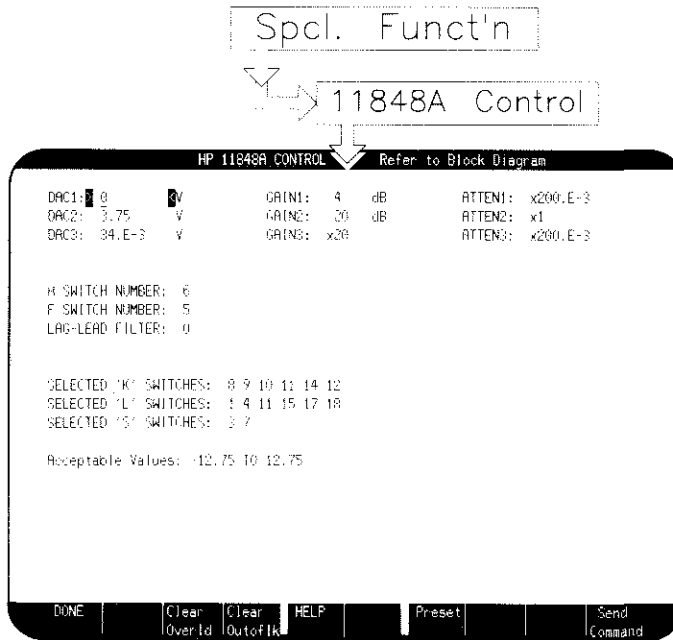 Spcl. Funct'n
11848A Control
HP 11848A CONTROL Refer to Block Diagram
DAC1: 0 V GAIN1: 4 dB ATTEN1: x200.E-3
DAC2: 3.75 V GAIN2: 20 dB ATTEN2: x1
DAC3: 34.E-3 V GAIN3: x20 ATTEN3: x200.E-3
SWITCH NUMBER: 6
F SWITCH NUMBER: 5
LAG-LEAD FILTER: 0
SELECTED 'K' SWITCHES: 8 9 10 11 14 12
SELECTED 'L' SWITCHES: 1 4 11 15 17 18
SELECTED 'S' SWITCHES: 3 7
Acceptable Values: -12.75 TO 12.75
DONE Clear Clear HELP Preset Send
Overld Outoflk Command